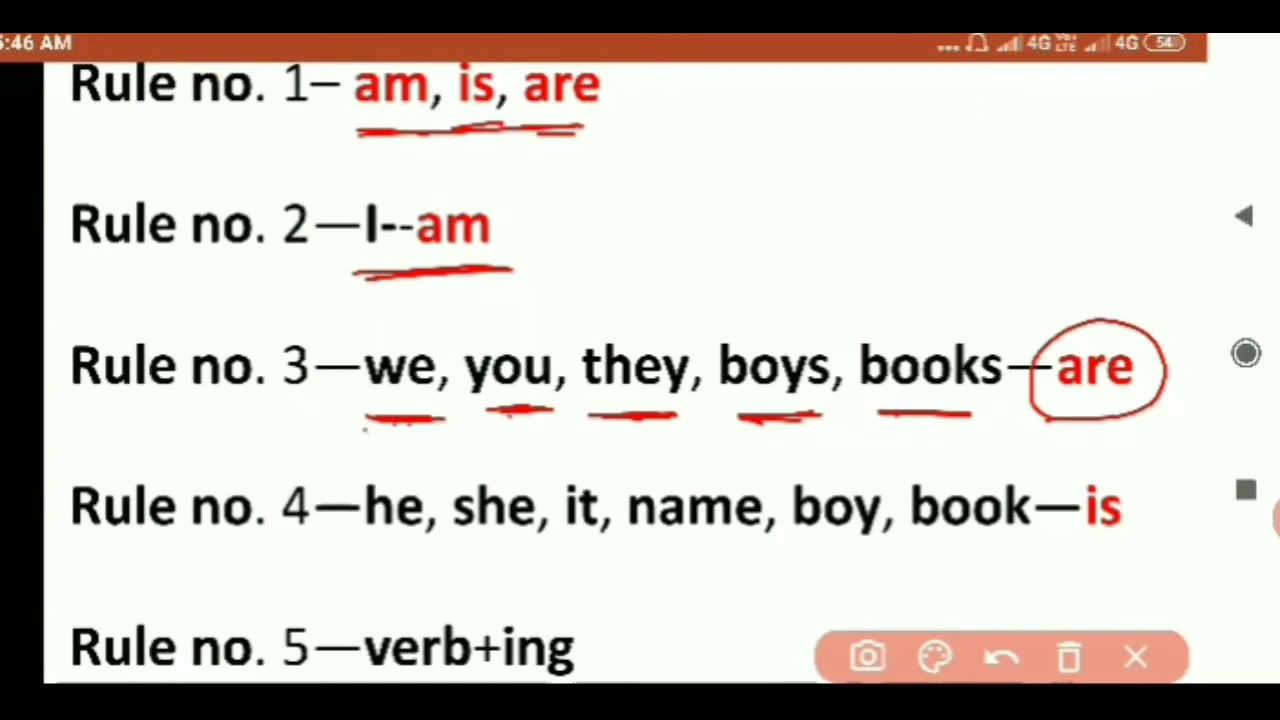 5:46 AM ... 4G VoLTE 4G 54
Rule no. 1– am, is, are
Rule no. 2—I--am
Rule no. 3—we, you, they, boys, books—are
Rule no. 4—he, she, it, name, boy, book—is
Rule no. 5—verb+ing